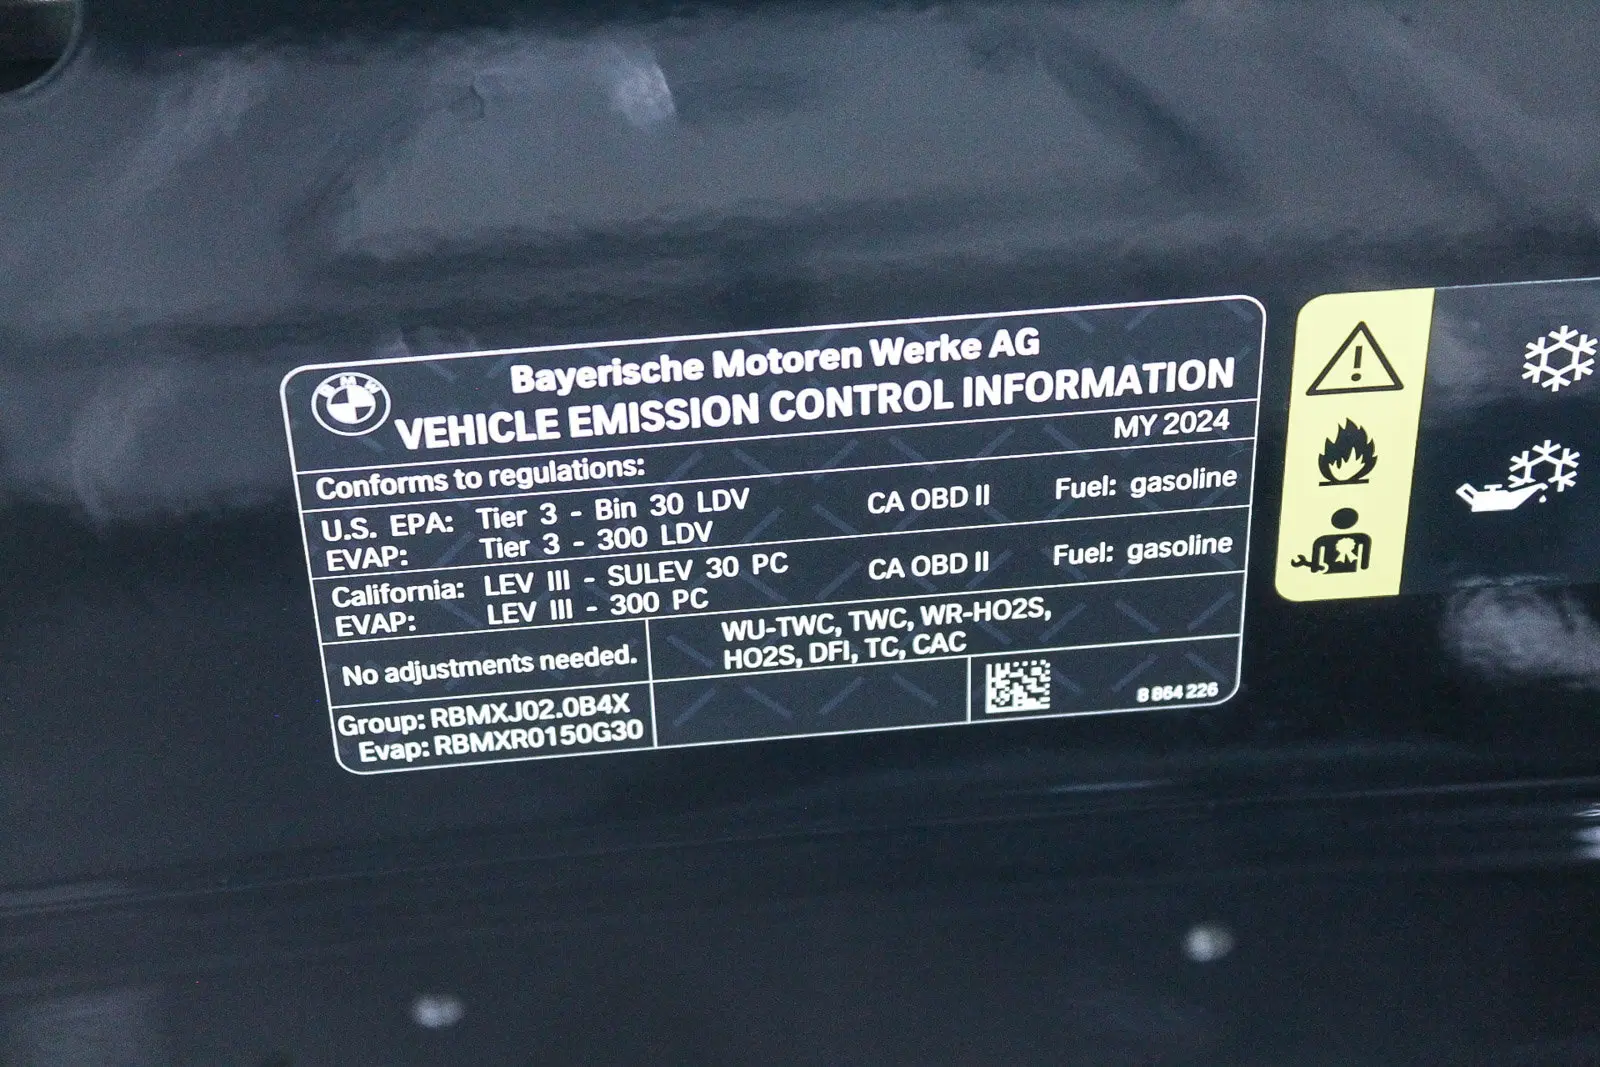 BMW
Bayerische Motoren Werke AG
VEHICLE EMISSION CONTROL INFORMATION
MY 2024
Conforms to regulations:
U.S. EPA: Tier 3 - Bin 30 LDV CA OBD II Fuel: gasoline
EVAP: Tier 3 - 300 LDV
California: LEV III - SULEV 30 PC CA OBD II Fuel: gasoline
EVAP: LEV III - 300 PC
No adjustments needed.
WU-TWC, TWC, WR-HO2S,
HO2S, DFI, TC, CAC
Group: RBMXJ02.0B4X
Evap: RBMXR0150G30
8 864 226